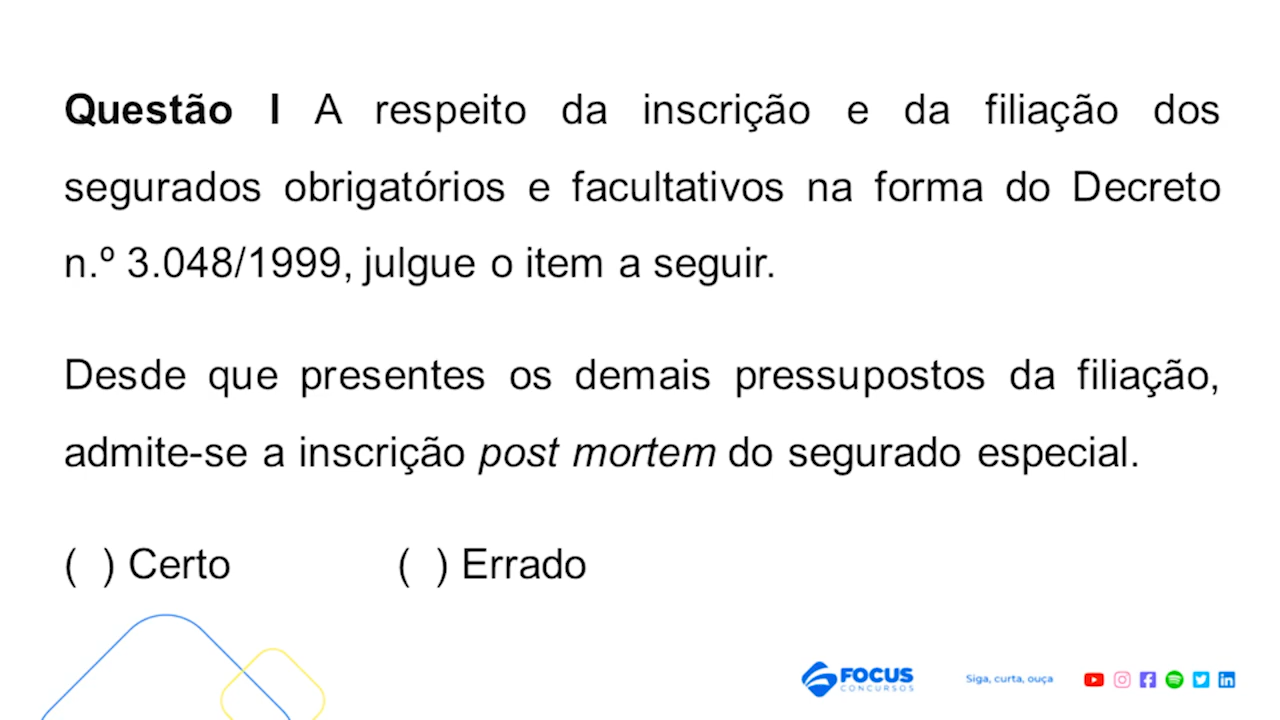 Questão I A respeito da inscrição e da filiação dos
segurados obrigatórios e facultativos na forma do Decreto
n.º 3.048/1999, julgue o item a seguir.
Desde que presentes os demais pressupostos da filiação,
admite-se a inscrição post mortem do segurado especial.
( ) Certo ( ) Errado
FOCUS
CONCURSOS
Siga, curta, ouça